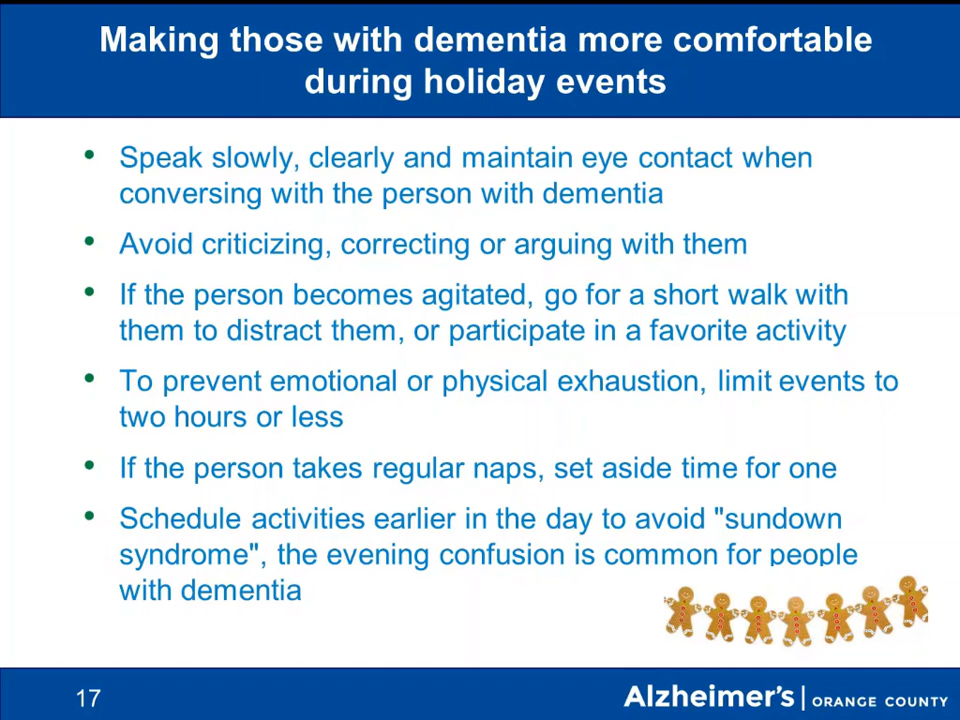 Making those with dementia more comfortable
during holiday events
• Speak slowly, clearly and maintain eye contact when
conversing with the person with dementia
• Avoid criticizing, correcting or arguing with them
• If the person becomes agitated, go for a short walk with
them to distract them, or participate in a favorite activity
• To prevent emotional or physical exhaustion, limit events to
two hours or less
• If the person takes regular naps, set aside time for one
• Schedule activities earlier in the day to avoid "sundown
syndrome", the evening confusion is common for people
with dementia
17
Alzheimer's | ORANGE COUNTY